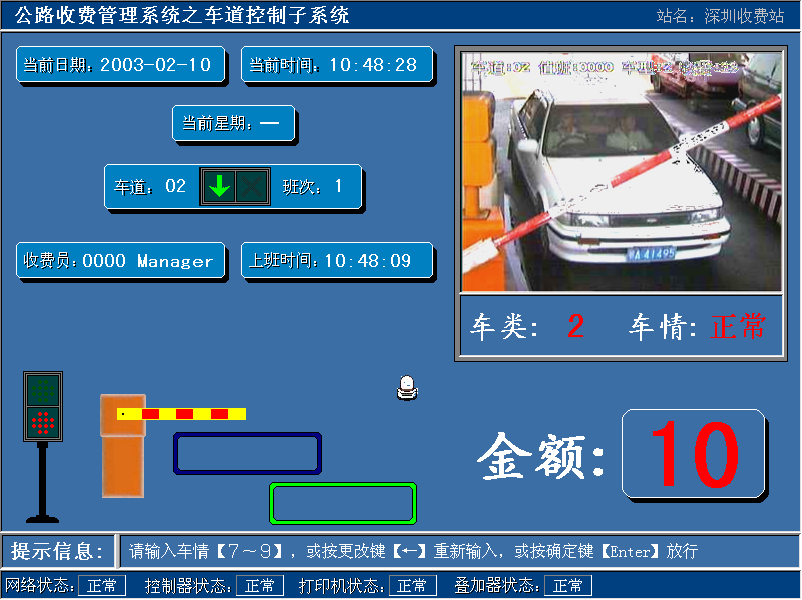 公路收费管理系统之车道控制子系统 站名：深圳收费站
当前日期：2003-02-10 当前时间：10:48:28
车道:02 值班:0000 车型:2
当前星期：一
车道：02 班次：1
收费员：0000 Manager 上班时间：10:48:09
A41495
车类：2 车情：正常
金额：10
提示信息： 请输入车情【7～9】，或按更改键【←】重新输入，或按确定键【Enter】放行
网络状态：正常 控制器状态：正常 打印机状态：正常 叠加器状态：正常